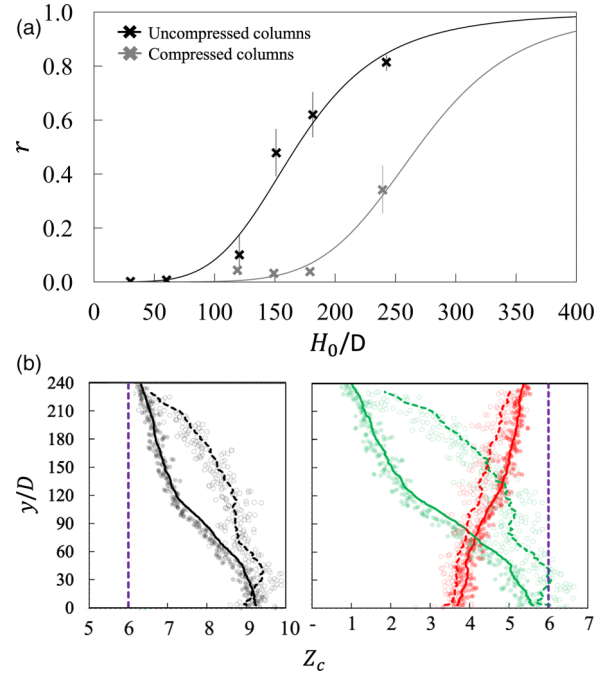 (a)
1.0
0.8
0.6
0.4
0.2
0.0
r
Uncompressed columns
Compressed columns
0 50 100 150 200 250 300 350 400
H₀/D
(b)
240
210
180
150
120
90
60
30
0
y/D
5 6 7 8 9 10
- 1 2 3 4 5 6 7
Z_c